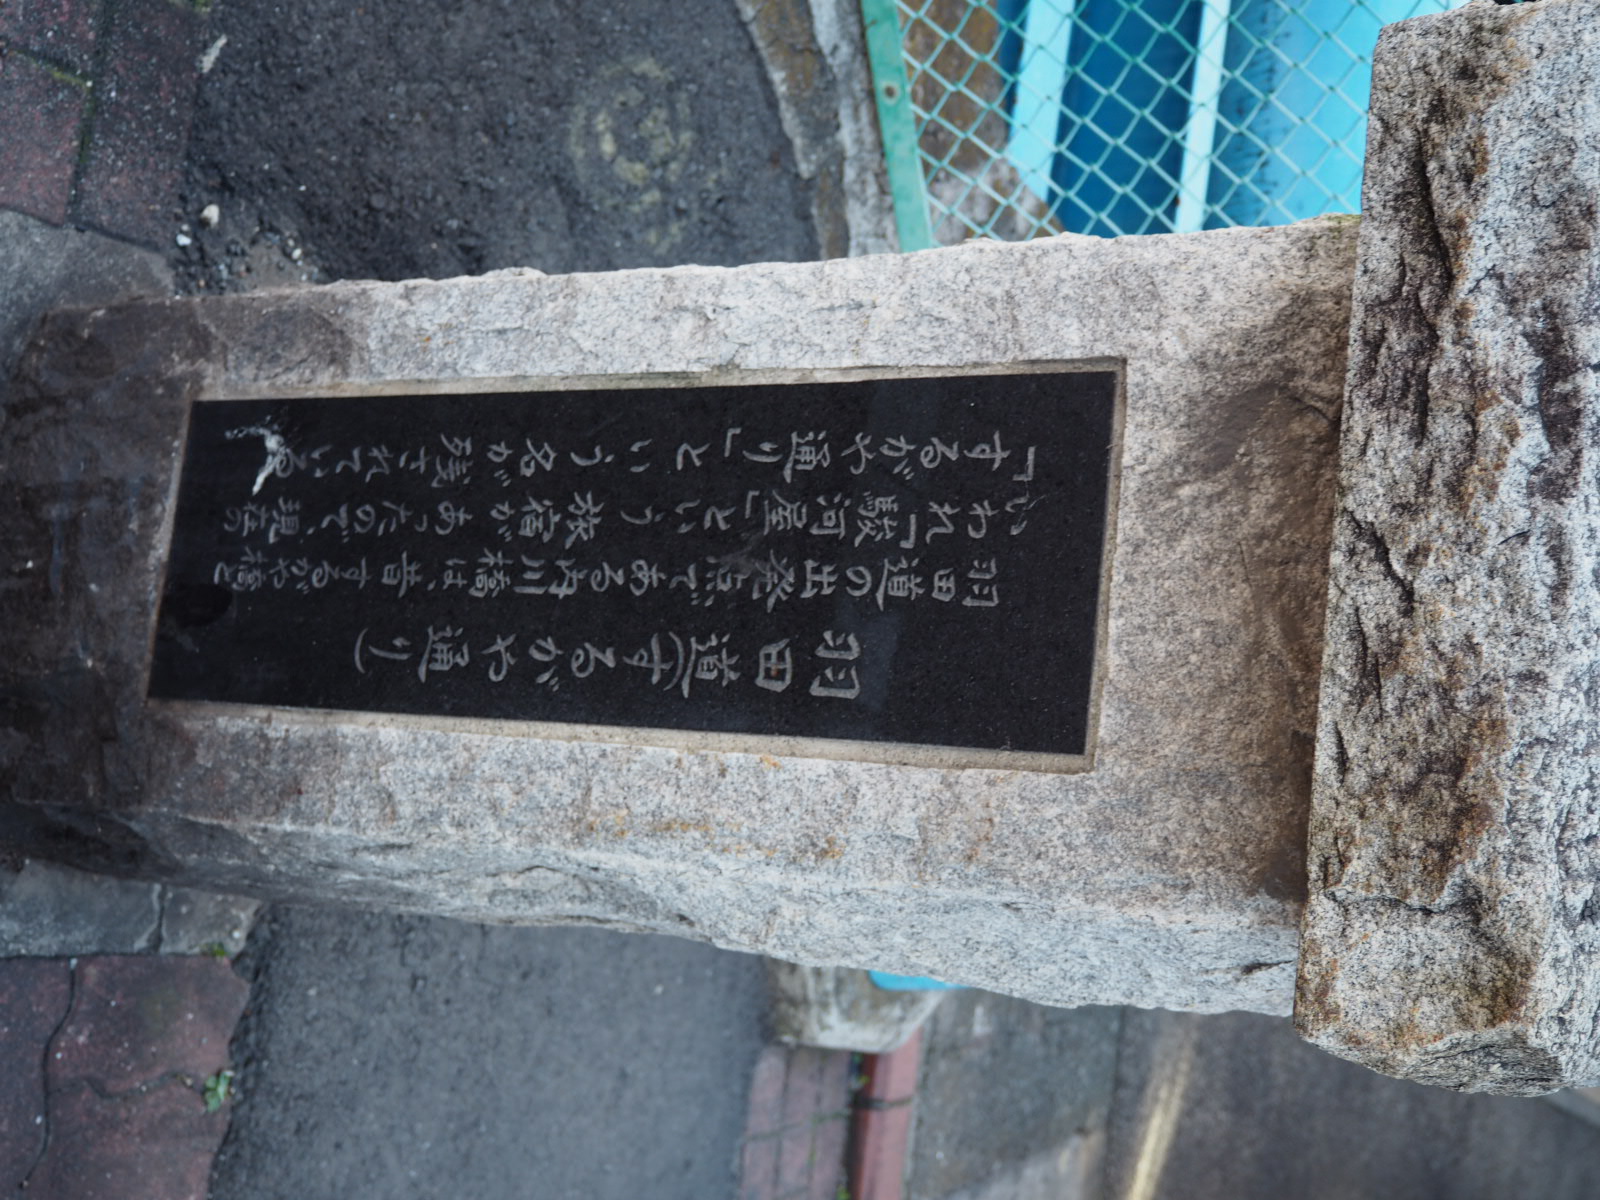 羽田道(するがや通り)
羽田道の出発点である内川橋は、昔するがや橋と
いわれ「駿河屋」という旅宿があったので、現在の
「するがや通り」という名が残されている